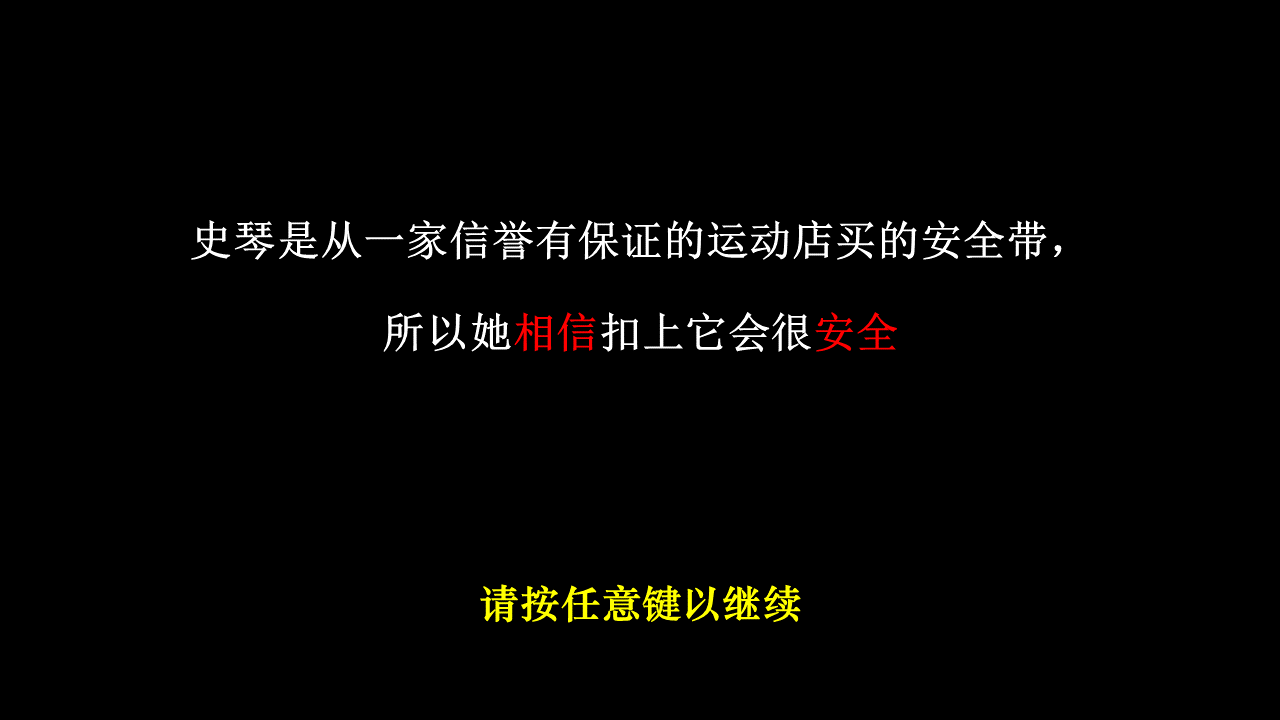 史琴是从一家信誉有保证的运动店买的安全带，
所以她相信扣上它会很安全
请按任意键以继续